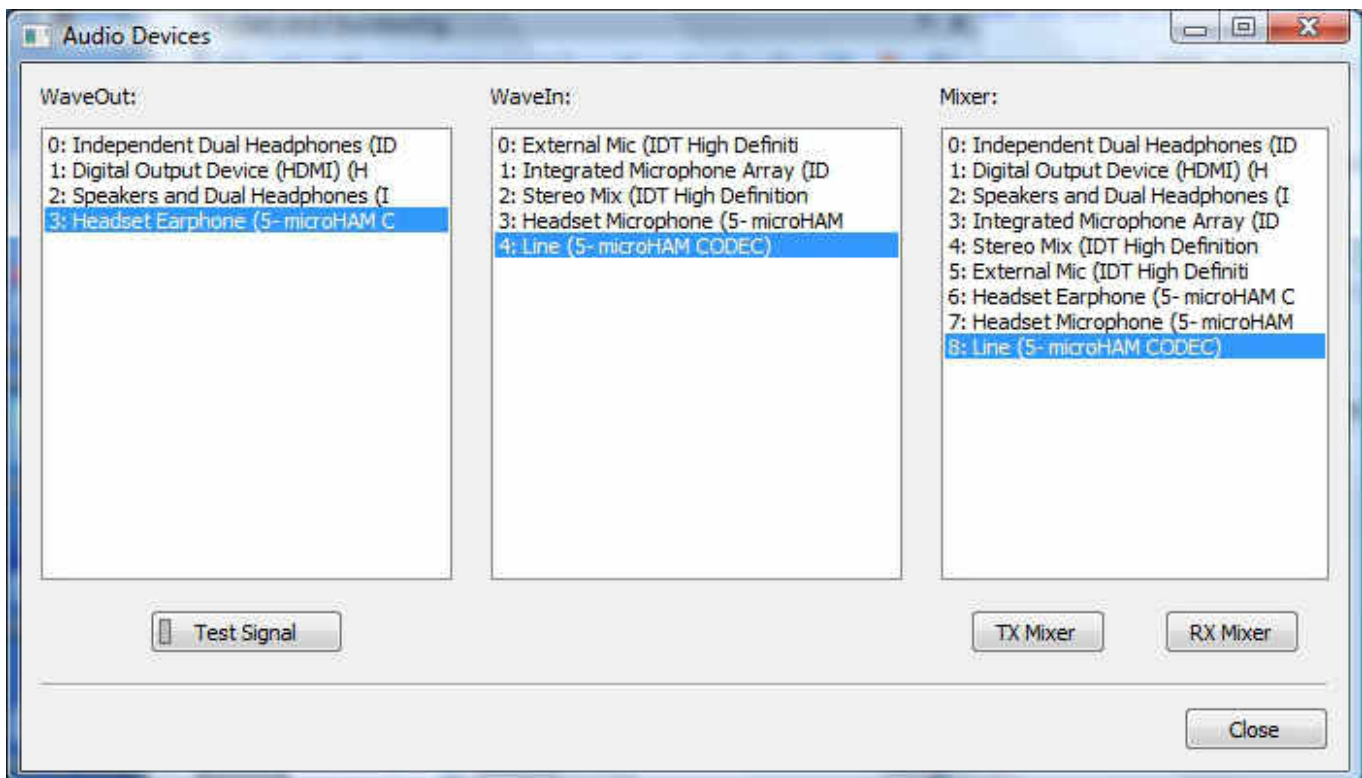 Audio Devices
WaveOut:
0: Independent Dual Headphones (ID
1: Digital Output Device (HDMI) (H
2: Speakers and Dual Headphones (I
3: Headset Earphone (5- microHAM C
WaveIn:
0: External Mic (IDT High Definiti
1: Integrated Microphone Array (ID
2: Stereo Mix (IDT High Definition
3: Headset Microphone (5- microHAM
4: Line (5- microHAM CODEC)
Mixer:
0: Independent Dual Headphones (ID
1: Digital Output Device (HDMI) (H
2: Speakers and Dual Headphones (I
3: Integrated Microphone Array (ID
4: Stereo Mix (IDT High Definition
5: External Mic (IDT High Definiti
6: Headset Earphone (5- microHAM C
7: Headset Microphone (5- microHAM
8: Line (5- microHAM CODEC)
Test Signal
TX Mixer
RX Mixer
Close